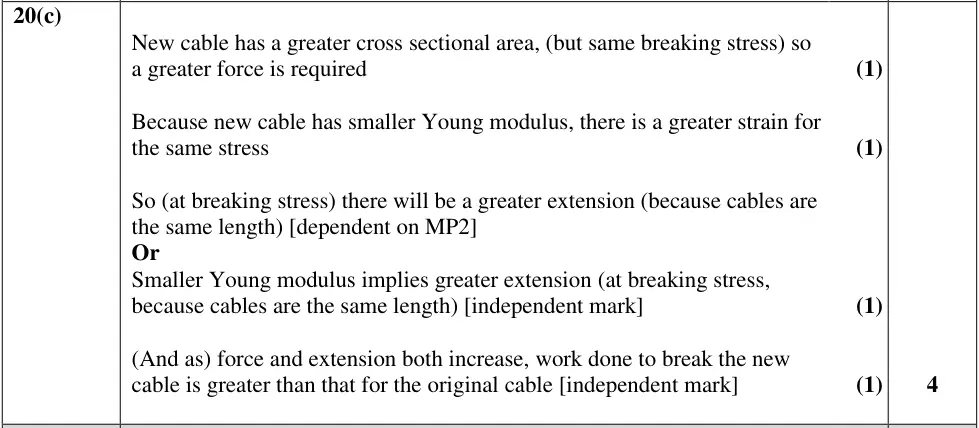 20(c)
New cable has a greater cross sectional area, (but same breaking stress) so
a greater force is required (1)
Because new cable has smaller Young modulus, there is a greater strain for
the same stress (1)
So (at breaking stress) there will be a greater extension (because cables are
the same length) [dependent on MP2]
Or
Smaller Young modulus implies greater extension (at breaking stress,
because cables are the same length) [independent mark] (1)
(And as) force and extension both increase, work done to break the new
cable is greater than that for the original cable [independent mark] (1) 4